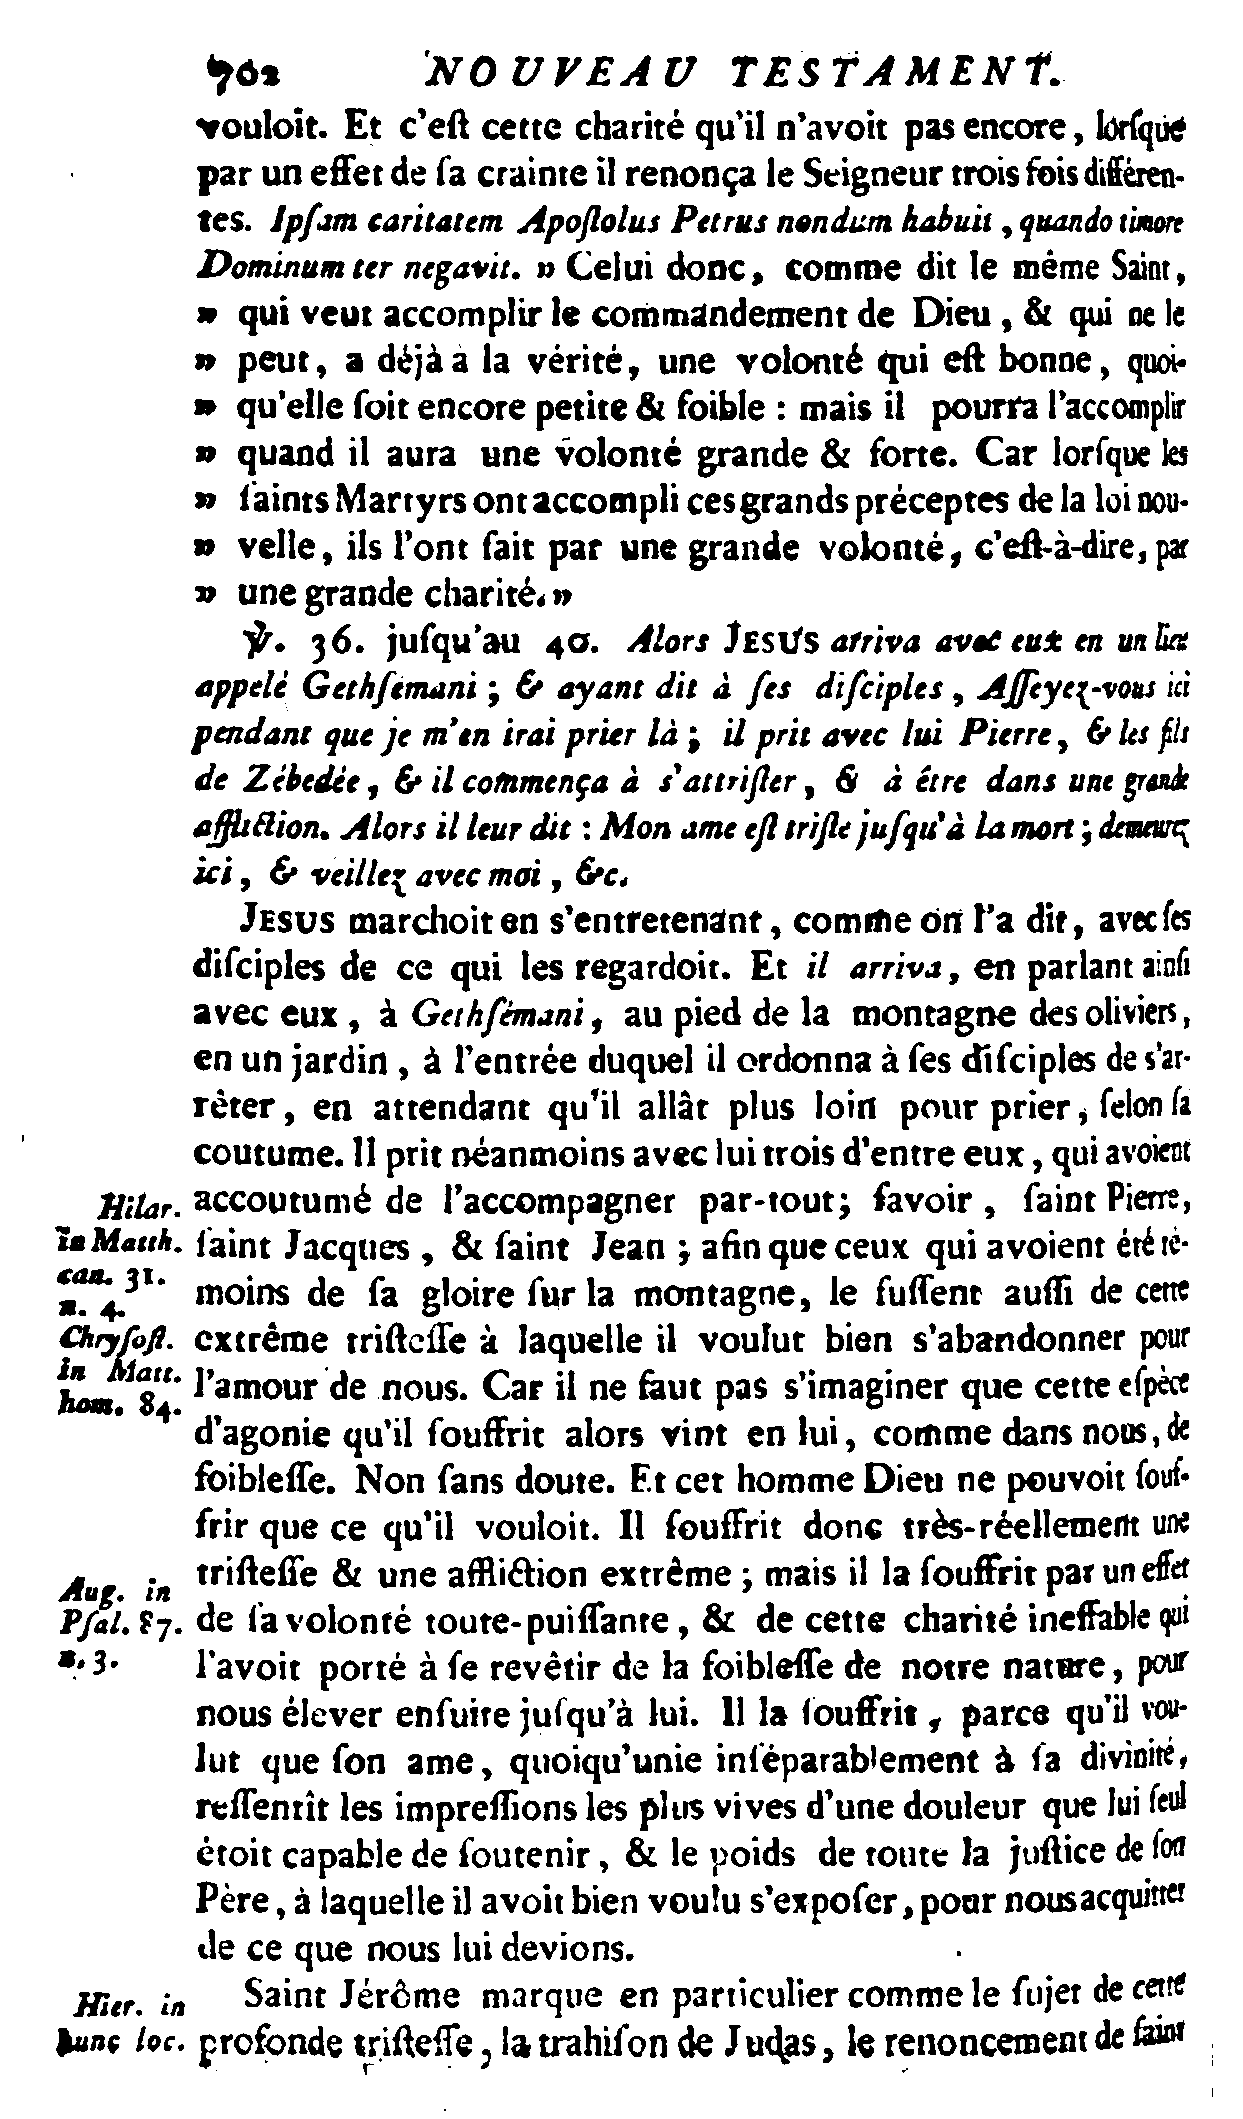 702 NOUVEAU TESTAMENT.
vouloit. Et c'eſt cette charité qu'il n'avoit pas encore, lorſque
par un effet de ſa crainte il renonça le Seigneur trois fois différen-
tes. Ipſam caritatem Apoſtolus Petrus nondum habuit, quando timore
Dominum ter negavit. » Celui donc, comme dit le même Saint,
» qui veut accomplir le commandement de Dieu, & qui ne le
» peut, a déjà à la vérité, une volonté qui eſt bonne, quoi-
» qu'elle ſoit encore petite & foible : mais il pourra l'accomplir
» quand il aura une volonté grande & forte. Car lorſque les
» ſaints Martyrs ont accompli ces grands préceptes de la loi nou-
» velle, ils l'ont fait par une grande volonté, c'eſt-à-dire, par
» une grande charité. »
℣. 36. juſqu'au 40. Alors JESUS arriva avec eux en un lieu
appelé Gethſemani ; & ayant dit à ſes diſciples, Aſſeyez-vous ici
pendant que je m'en irai prier là ; il prit avec lui Pierre, & les fils
de Zébedée, & il commença à s'attriſter, & à être dans une grande
affliction. Alors il leur dit : Mon ame eſt triſte juſqu'à la mort ; demeurez
ici, & veillez avec moi, &c.
JESUS marchoit en s'entretenant, comme on l'a dit, avec ſes
diſciples de ce qui les regardoit. Et il arriva, en parlant ainſi
avec eux, à Gethſémani, au pied de la montagne des oliviers,
en un jardin, à l'entrée duquel il ordonna à ſes diſciples de s'ar-
rêter, en attendant qu'il allât plus loin pour prier, ſelon ſa
coutume. Il prit néanmoins avec lui trois d'entre eux, qui avoient
accoutumé de l'accompagner par-tout; ſavoir, ſaint Pierre,
ſaint Jacques, & ſaint Jean ; afin que ceux qui avoient été té-
moins de ſa gloire ſur la montagne, le fuſſent auſſi de cette
extrême triſteſſe à laquelle il voulut bien s'abandonner pour
l'amour de nous. Car il ne faut pas s'imaginer que cette eſpèce
d'agonie qu'il ſouffrit alors vint en lui, comme dans nous, de
foibleſſe. Non ſans doute. Et cet homme Dieu ne pouvoit ſouf-
frir que ce qu'il vouloit. Il ſouffrit donc très-réellement une
triſteſſe & une affliction extrême ; mais il la ſouffrit par un effet
de ſa volonté toute-puiſſante, & de cette charité ineffable qui
l'avoit porté à ſe revêtir de la foibleſſe de notre nature, pour
nous élever enſuite juſqu'à lui. Il la ſouffrit, parce qu'il vou-
lut que ſon ame, quoiqu'unie inſéparablement à ſa divinité,
reſſentît les impreſſions les plus vives d'une douleur que lui ſeul
étoit capable de ſoutenir, & le poids de toute la juſtice de ſon
Père, à laquelle il avoit bien voulu s'expoſer, pour nous acquitter
de ce que nous lui devions.
Saint Jérôme marque en particulier comme le ſujet de cette
profonde triſteſſe, la trahiſon de Judas, le renoncement de ſaint
Hilar.
in Matth.
can. 31.
n. 4.
Chryſoſt.
in Matt.
hom. 84.
Aug. in
Pſal. 87.
n. 3.
Hier. in
hunc loc.